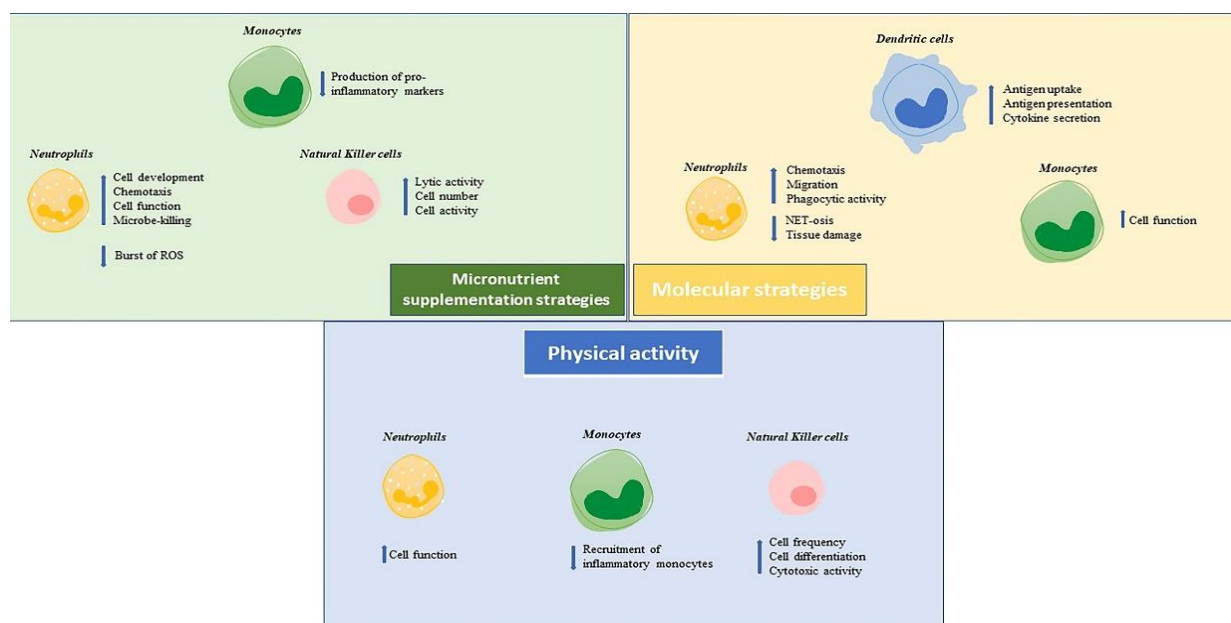 Monocytes
Production of pro-
inflammatory markers
Neutrophils
Cell development
Chemotaxis
Cell function
Microbe-killing
Burst of ROS
Natural Killer cells
Lytic activity
Cell number
Cell activity
Micronutrient
supplementation strategies
Dendritic cells
Antigen uptake
Antigen presentation
Cytokine secretion
Neutrophils
Chemotaxis
Migration
Phagocytic activity
NET-osis
Tissue damage
Monocytes
Cell function
Molecular strategies
Physical activity
Neutrophils
Cell function
Monocytes
Recruitment of
inflammatory monocytes
Natural Killer cells
Cell frequency
Cell differentiation
Cytotoxic activity